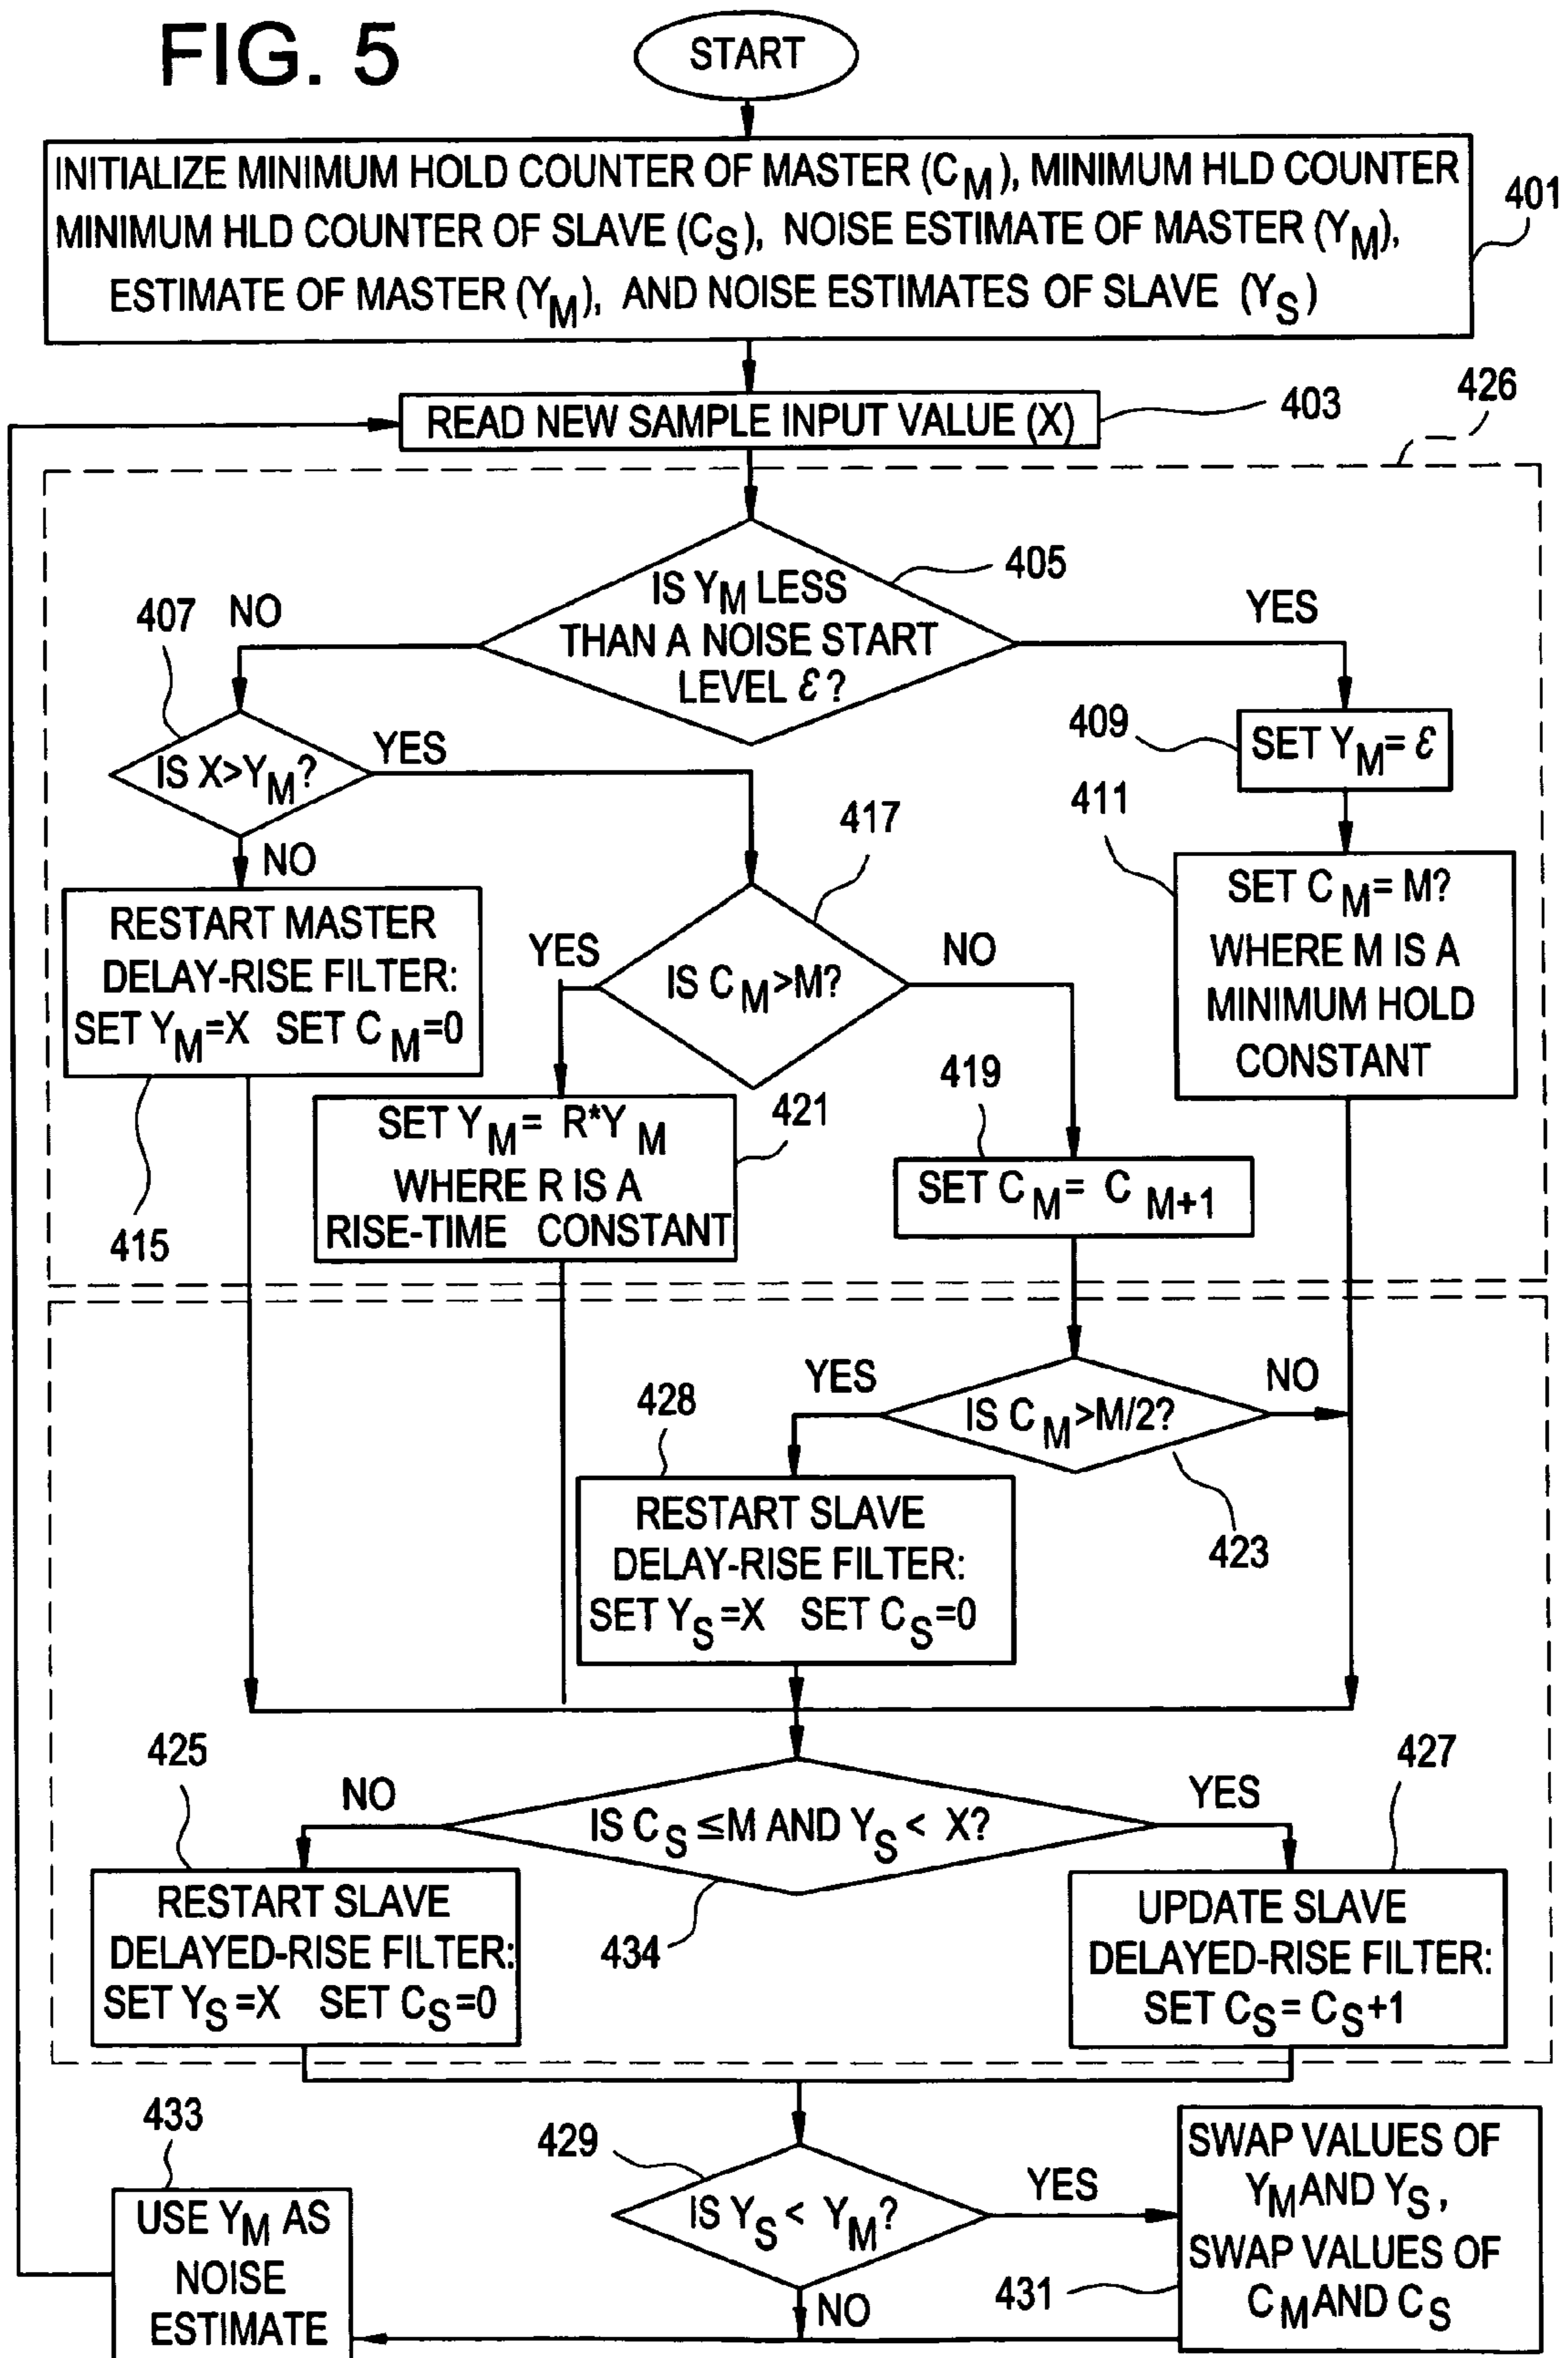 FIG. 5
START
INITIALIZE MINIMUM HOLD COUNTER OF MASTER (CM), MINIMUM HLD COUNTER
MINIMUM HLD COUNTER OF SLAVE (CS), NOISE ESTIMATE OF MASTER (YM),
ESTIMATE OF MASTER (YM), AND NOISE ESTIMATES OF SLAVE (YS)
401
READ NEW SAMPLE INPUT VALUE (X)
403
426
IS YM LESS
THAN A NOISE START
LEVEL ε?
405
NO
YES
407
IS X>YM?
YES
NO
409
SET YM= ε
411
SET CM= M?
WHERE M IS A
MINIMUM HOLD
CONSTANT
RESTART MASTER
DELAY-RISE FILTER:
SET YM=X SET CM=0
415
417
IS CM>M?
YES
NO
SET YM= R*YM
WHERE R IS A
RISE-TIME CONSTANT
421
419
SET CM= CM+1
IS CM>M/2?
YES
NO
423
428
RESTART SLAVE
DELAY-RISE FILTER:
SET YS=X SET CS=0
IS CS≤M AND YS< X?
NO
YES
434
425
RESTART SLAVE
DELAYED-RISE FILTER:
SET YS=X SET CS=0
427
UPDATE SLAVE
DELAYED-RISE FILTER:
SET CS= CS+1
429
IS YS< YM?
YES
NO
431
SWAP VALUES OF
YM AND YS,
SWAP VALUES OF
CM AND CS
433
USE YM AS
NOISE
ESTIMATE